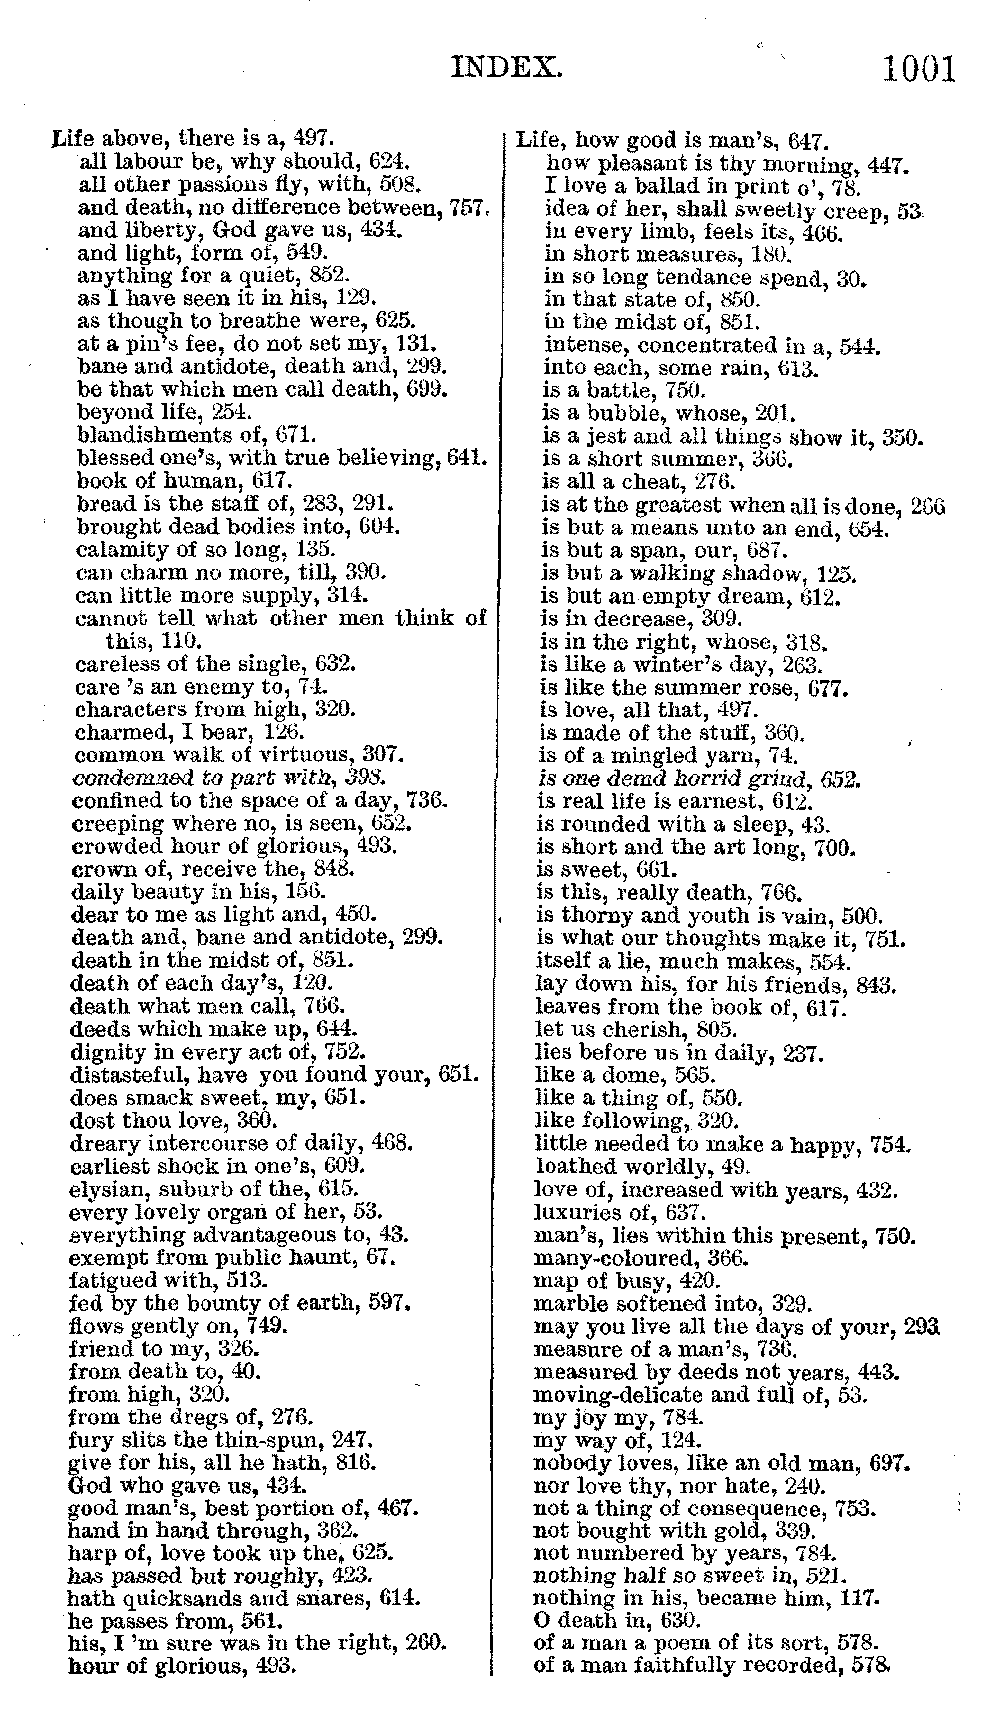 INDEX. 1001
Life above, there is a, 497.
all labour be, why should, 624.
all other passions fly, with, 508.
and death, no difference between, 757.
and liberty, God gave us, 434.
and light, form of, 549.
anything for a quiet, 852.
as I have seen it in his, 129.
as though to breathe were, 625.
at a pin's fee, do not set my, 131.
bane and antidote, death and, 299.
be that which men call death, 699.
beyond life, 254.
blandishments of, 671.
blessed one's, with true believing, 641.
book of human, 617.
bread is the staff of, 283, 291.
brought dead bodies into, 604.
calamity of so long, 135.
can charm no more, till, 390.
can little more supply, 314.
cannot tell what other men think of
this, 110.
careless of the single, 632.
care 's an enemy to, 74.
characters from high, 320.
charmed, I bear, 126.
common walk of virtuous, 307.
condemned to part with, 398.
confined to the space of a day, 736.
creeping where no, is seen, 652.
crowded hour of glorious, 493.
crown of, receive the, 848.
daily beauty in his, 156.
dear to me as light and, 450.
death and, bane and antidote, 299.
death in the midst of, 851.
death of each day's, 120.
death what men call, 766.
deeds which make up, 644.
dignity in every act of, 752.
distasteful, have you found your, 651.
does smack sweet, my, 651.
dost thou love, 360.
dreary intercourse of daily, 468.
earliest shock in one's, 609.
elysian, suburb of the, 615.
every lovely organ of her, 53.
everything advantageous to, 43.
exempt from public haunt, 67.
fatigued with, 513.
fed by the bounty of earth, 597.
flows gently on, 749.
friend to my, 326.
from death to, 40.
from high, 320.
from the dregs of, 276.
fury slits the thin-spun, 247.
give for his, all he hath, 816.
God who gave us, 434.
good man's, best portion of, 467.
hand in hand through, 362.
harp of, love took up the, 625.
has passed but roughly, 423.
hath quicksands and snares, 614.
he passes from, 561.
his, I 'm sure was in the right, 260.
hour of glorious, 493.
Life, how good is man's, 647.
how pleasant is thy morning, 447.
I love a ballad in print o', 78.
idea of her, shall sweetly creep, 53.
in every limb, feels its, 466.
in short measures, 180.
in so long tendance spend, 30.
in that state of, 850.
in the midst of, 851.
intense, concentrated in a, 544.
into each, some rain, 613.
is a battle, 750.
is a bubble, whose, 201.
is a jest and all things show it, 350.
is a short summer, 366.
is all a cheat, 276.
is at the greatest when all is done, 266
is but a means unto an end, 654.
is but a span, our, 687.
is but a walking shadow, 125.
is but an empty dream, 612.
is in decrease, 309.
is in the right, whose, 318.
is like a winter's day, 263.
is like the summer rose, 677.
is love, all that, 497.
is made of the stuff, 360.
is of a mingled yarn, 74.
is one demd horrid grind, 652.
is real life is earnest, 612.
is rounded with a sleep, 43.
is short and the art long, 700.
is sweet, 661.
is this, really death, 766.
is thorny and youth is vain, 500.
is what our thoughts make it, 751.
itself a lie, much makes, 554.
lay down his, for his friends, 843.
leaves from the book of, 617.
let us cherish, 805.
lies before us in daily, 237.
like a dome, 565.
like a thing of, 550.
like following, 320.
little needed to make a happy, 754.
loathed worldly, 49.
love of, increased with years, 432.
luxuries of, 637.
man's, lies within this present, 750.
many-coloured, 366.
map of busy, 420.
marble softened into, 329.
may you live all the days of your, 293
measure of a man's, 736.
measured by deeds not years, 443.
moving-delicate and full of, 53.
my joy my, 784.
my way of, 124.
nobody loves, like an old man, 697.
nor love thy, nor hate, 240.
not a thing of consequence, 753.
not bought with gold, 339.
not numbered by years, 784.
nothing half so sweet in, 521.
nothing in his, became him, 117.
O death in, 630.
of a man a poem of its sort, 578.
of a man faithfully recorded, 578.